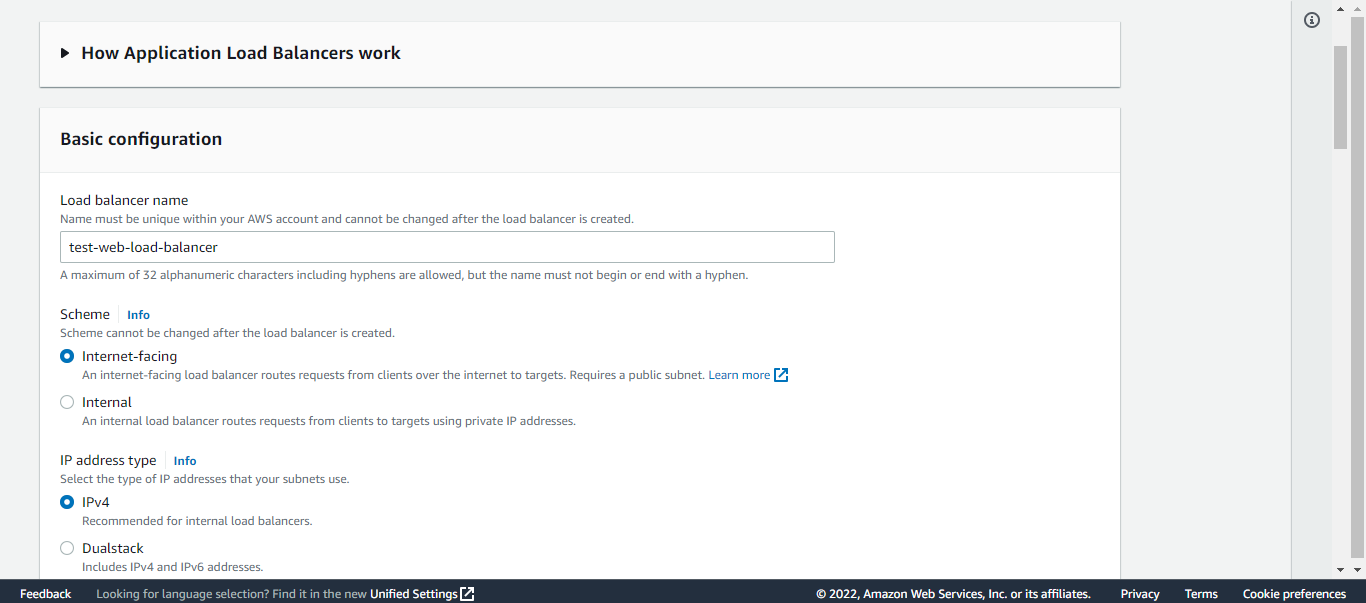 How Application Load Balancers work
Basic configuration
Load balancer name
Name must be unique within your AWS account and cannot be changed after the load balancer is created.
test-web-load-balancer
A maximum of 32 alphanumeric characters including hyphens are allowed, but the name must not begin or end with a hyphen.
Scheme Info
Scheme cannot be changed after the load balancer is created.
Internet-facing
An internet-facing load balancer routes requests from clients over the internet to targets. Requires a public subnet. Learn more
Internal
An internal load balancer routes requests from clients to targets using private IP addresses.
IP address type Info
Select the type of IP addresses that your subnets use.
IPv4
Recommended for internal load balancers.
Dualstack
Includes IPv4 and IPv6 addresses.
Feedback Looking for language selection? Find it in the new Unified Settings © 2022, Amazon Web Services, Inc. or its affiliates. Privacy Terms Cookie preferences